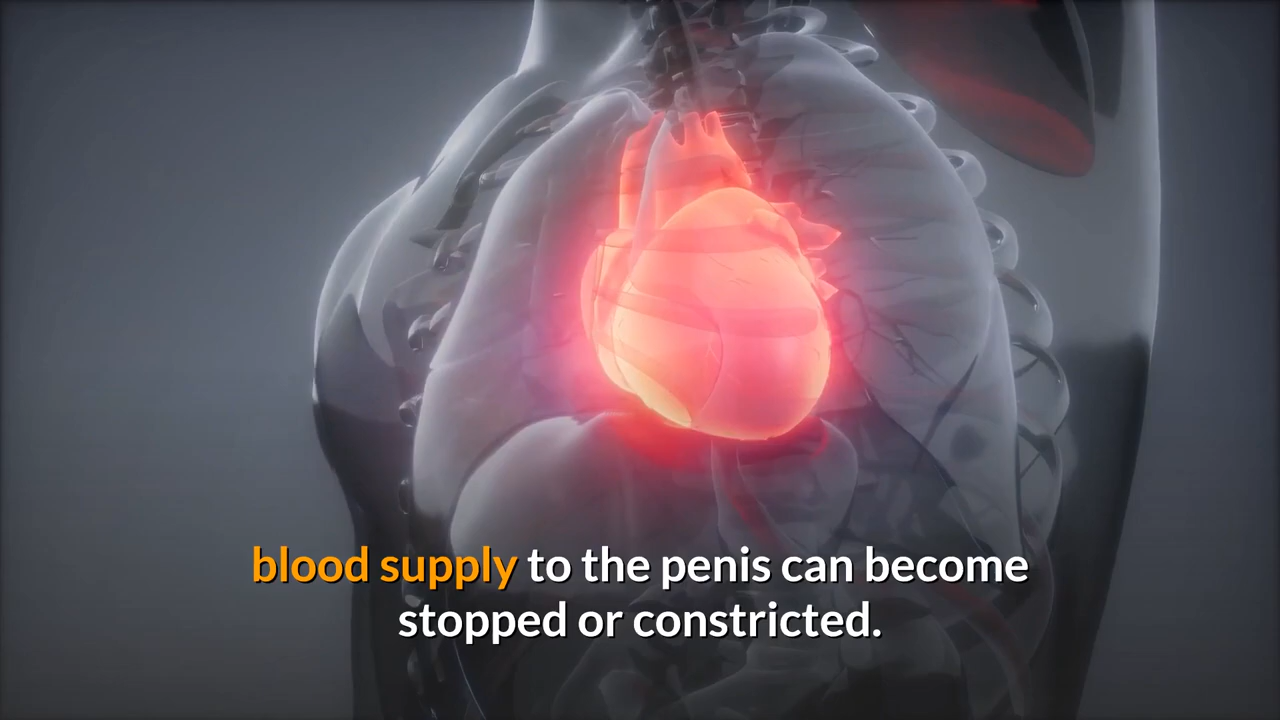 blood supply to the penis can become
stopped or constricted.